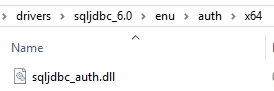 › drivers › sqljdbc_6.0 › enu › auth › x64
Name
sqljdbc_auth.dll